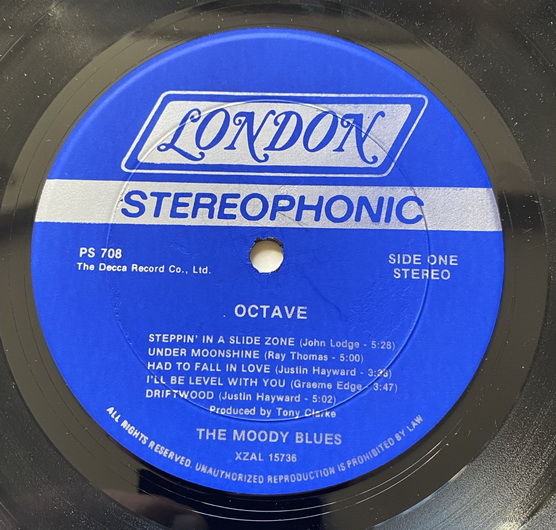 LONDON
STEREOPHONIC
PS 708
The Decca Record Co., Ltd.
SIDE ONE
STEREO
OCTAVE
STEPPIN' IN A SLIDE ZONE (John Lodge - 5:28)
UNDER MOONSHINE (Ray Thomas - 5:00)
HAD TO FALL IN LOVE (Justin Hayward - 3:35)
I'LL BE LEVEL WITH YOU (Graeme Edge - 3:47)
DRIFTWOOD (Justin Hayward - 5:02)
Produced by Tony Clarke
THE MOODY BLUES
XZAL 15736
ALL RIGHTS RESERVED. UNAUTHORIZED REPRODUCTION IS PROHIBITED BY LAW